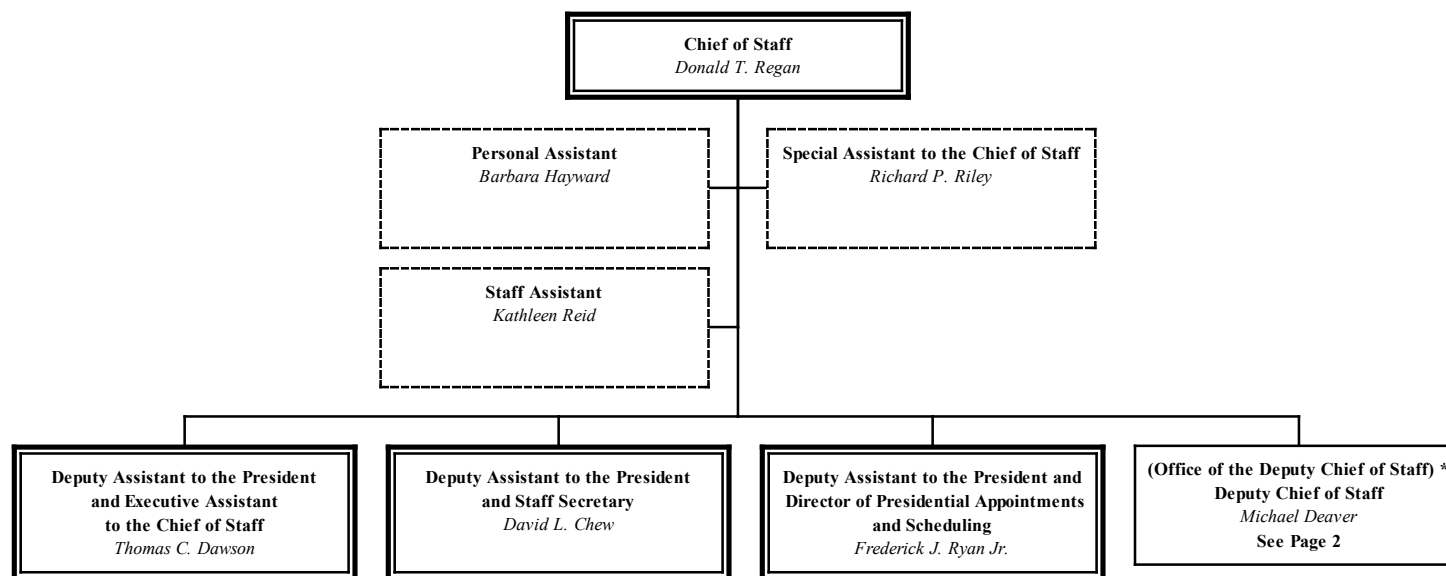 Chief of Staff
Donald T. Regan
Personal Assistant
Barbara Hayward
Special Assistant to the Chief of Staff
Richard P. Riley
Staff Assistant
Kathleen Reid
Deputy Assistant to the President
and Executive Assistant
to the Chief of Staff
Thomas C. Dawson
Deputy Assistant to the President
and Staff Secretary
David L. Chew
Deputy Assistant to the President and
Director of Presidential Appointments
and Scheduling
Frederick J. Ryan Jr.
(Office of the Deputy Chief of Staff) *
Deputy Chief of Staff
Michael Deaver
See Page 2